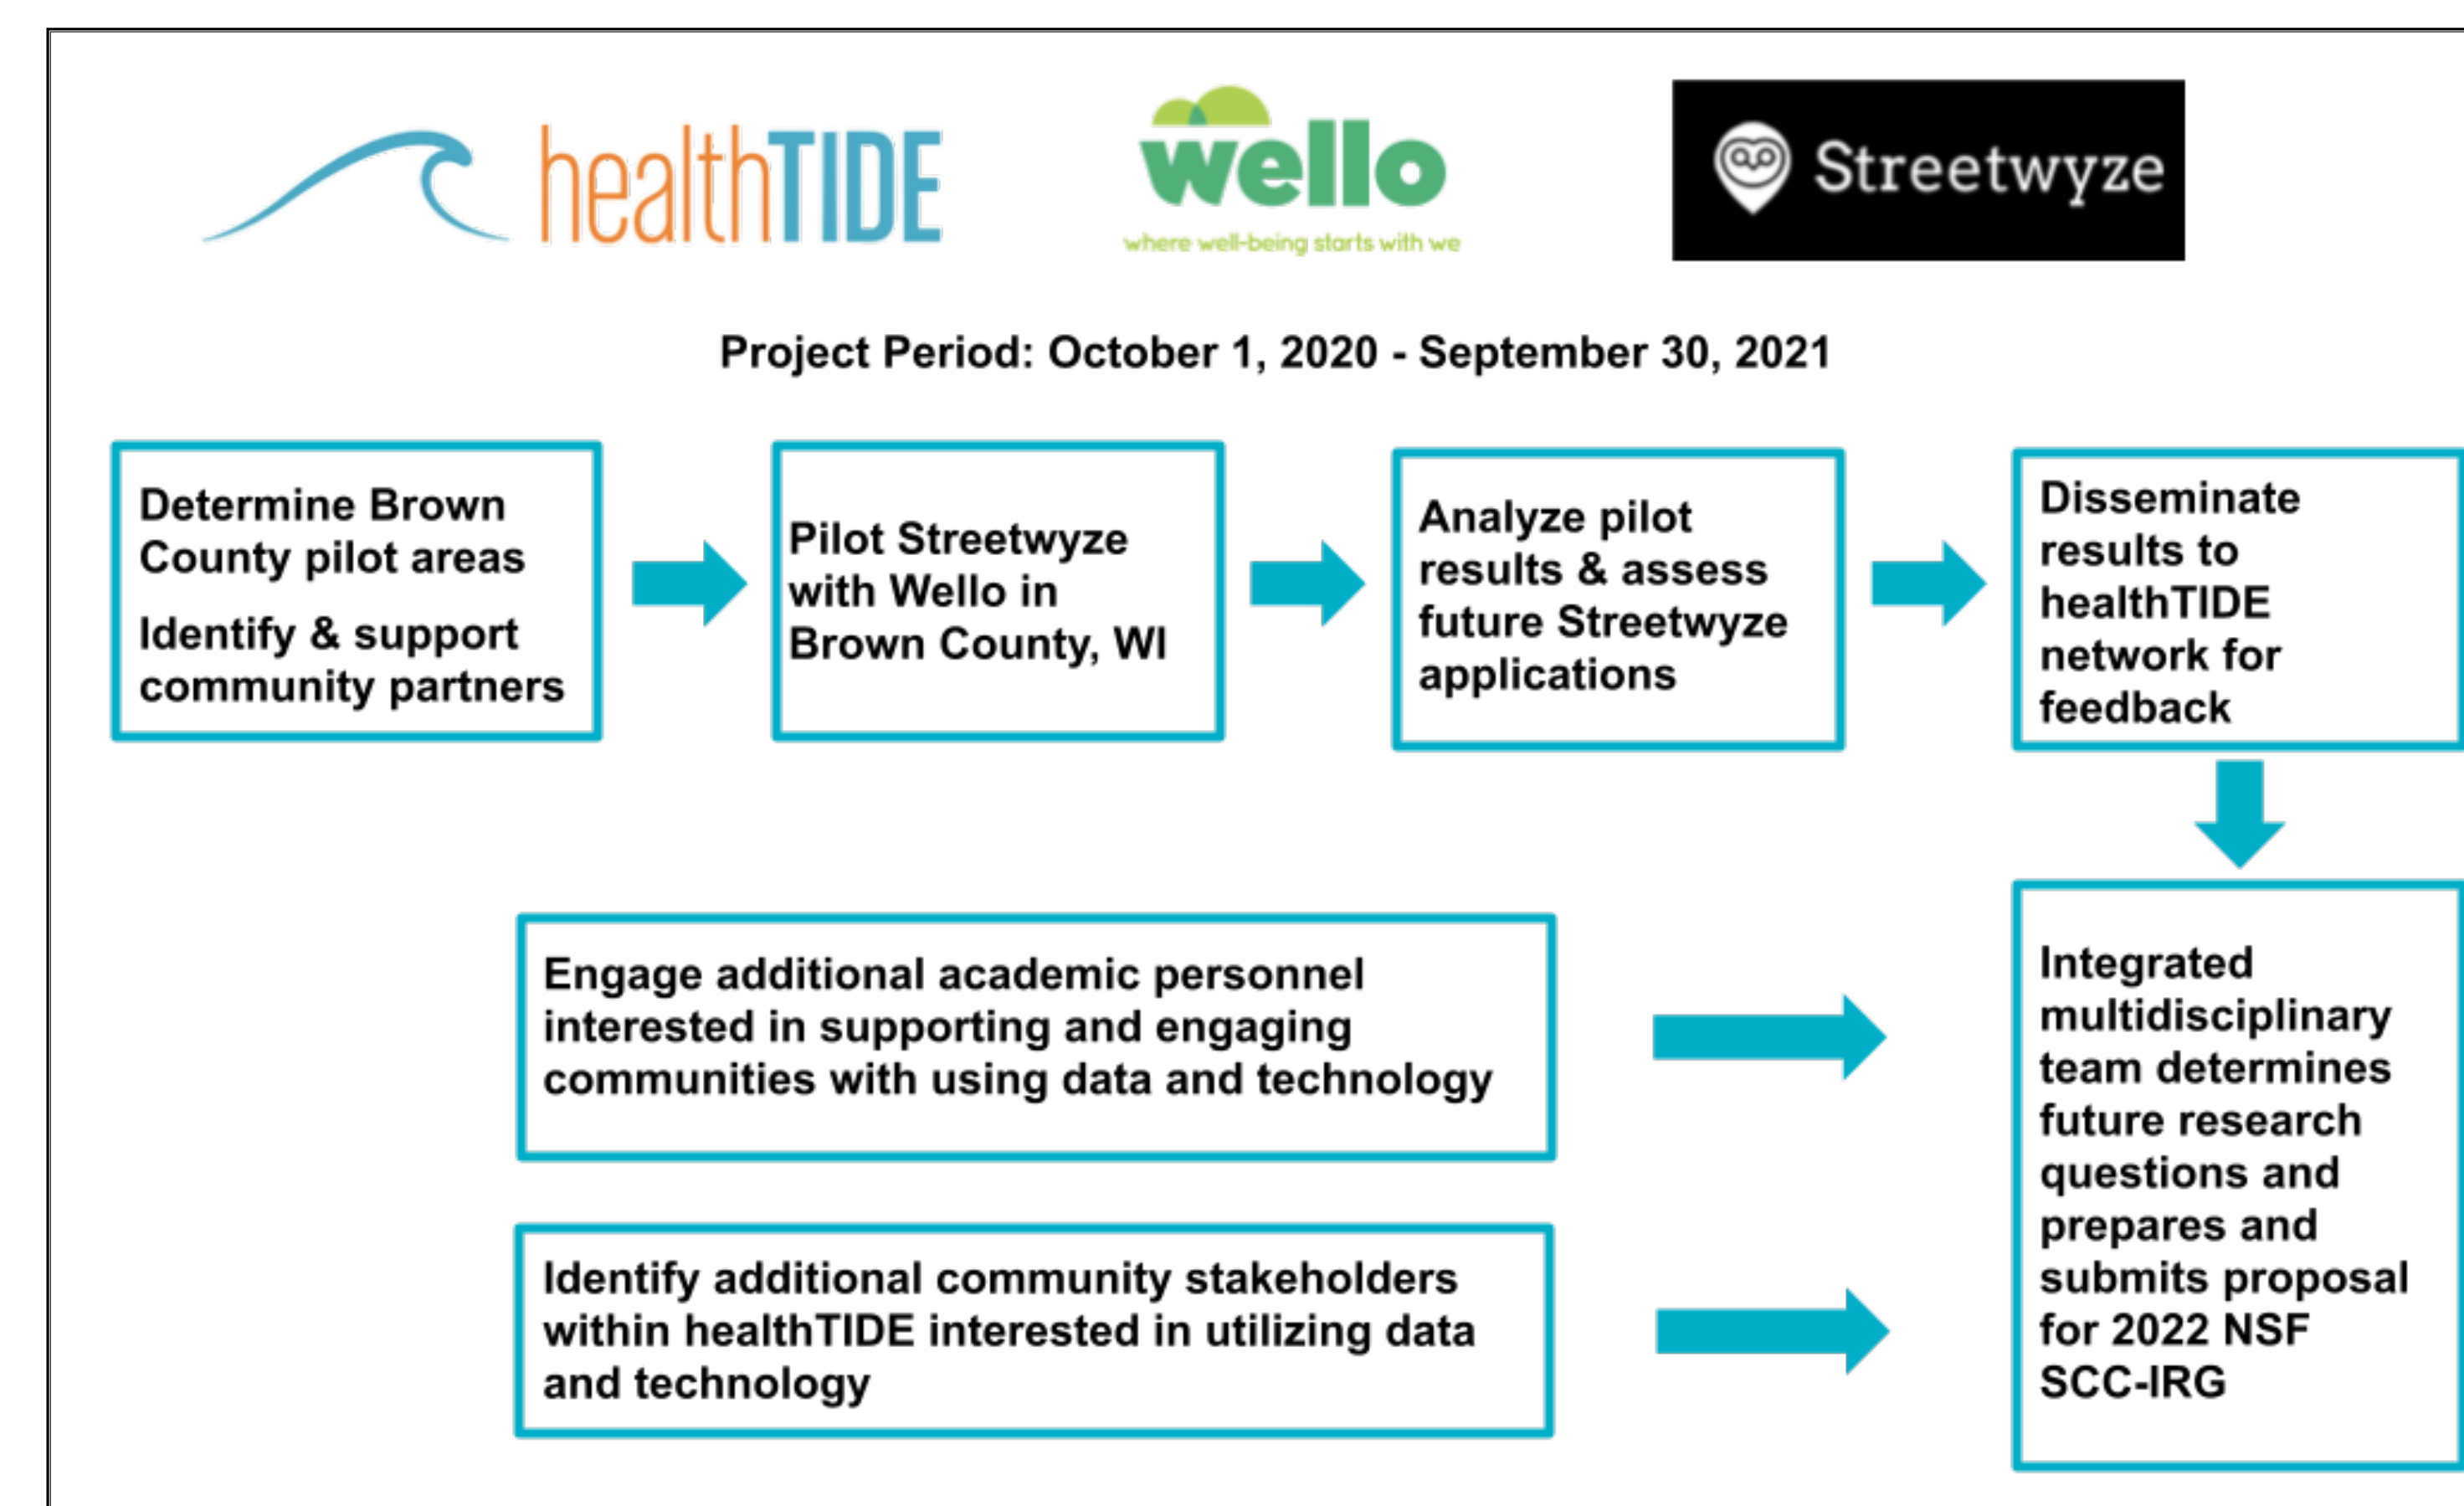 healthTIDE
wello
where well-being starts with we
Streetwyze
Project Period: October 1, 2020 - September 30, 2021
Determine Brown
County pilot areas
Identify & support
community partners
Pilot Streetwyze
with Wello in
Brown County, WI
Analyze pilot
results & assess
future Streetwyze
applications
Disseminate
results to
healthTIDE
network for
feedback
Engage additional academic personnel
interested in supporting and engaging
communities with using data and technology
Identify additional community stakeholders
within healthTIDE interested in utilizing data
and technology
Integrated
multidisciplinary
team determines
future research
questions and
prepares and
submits proposal
for 2022 NSF
SCC-IRG